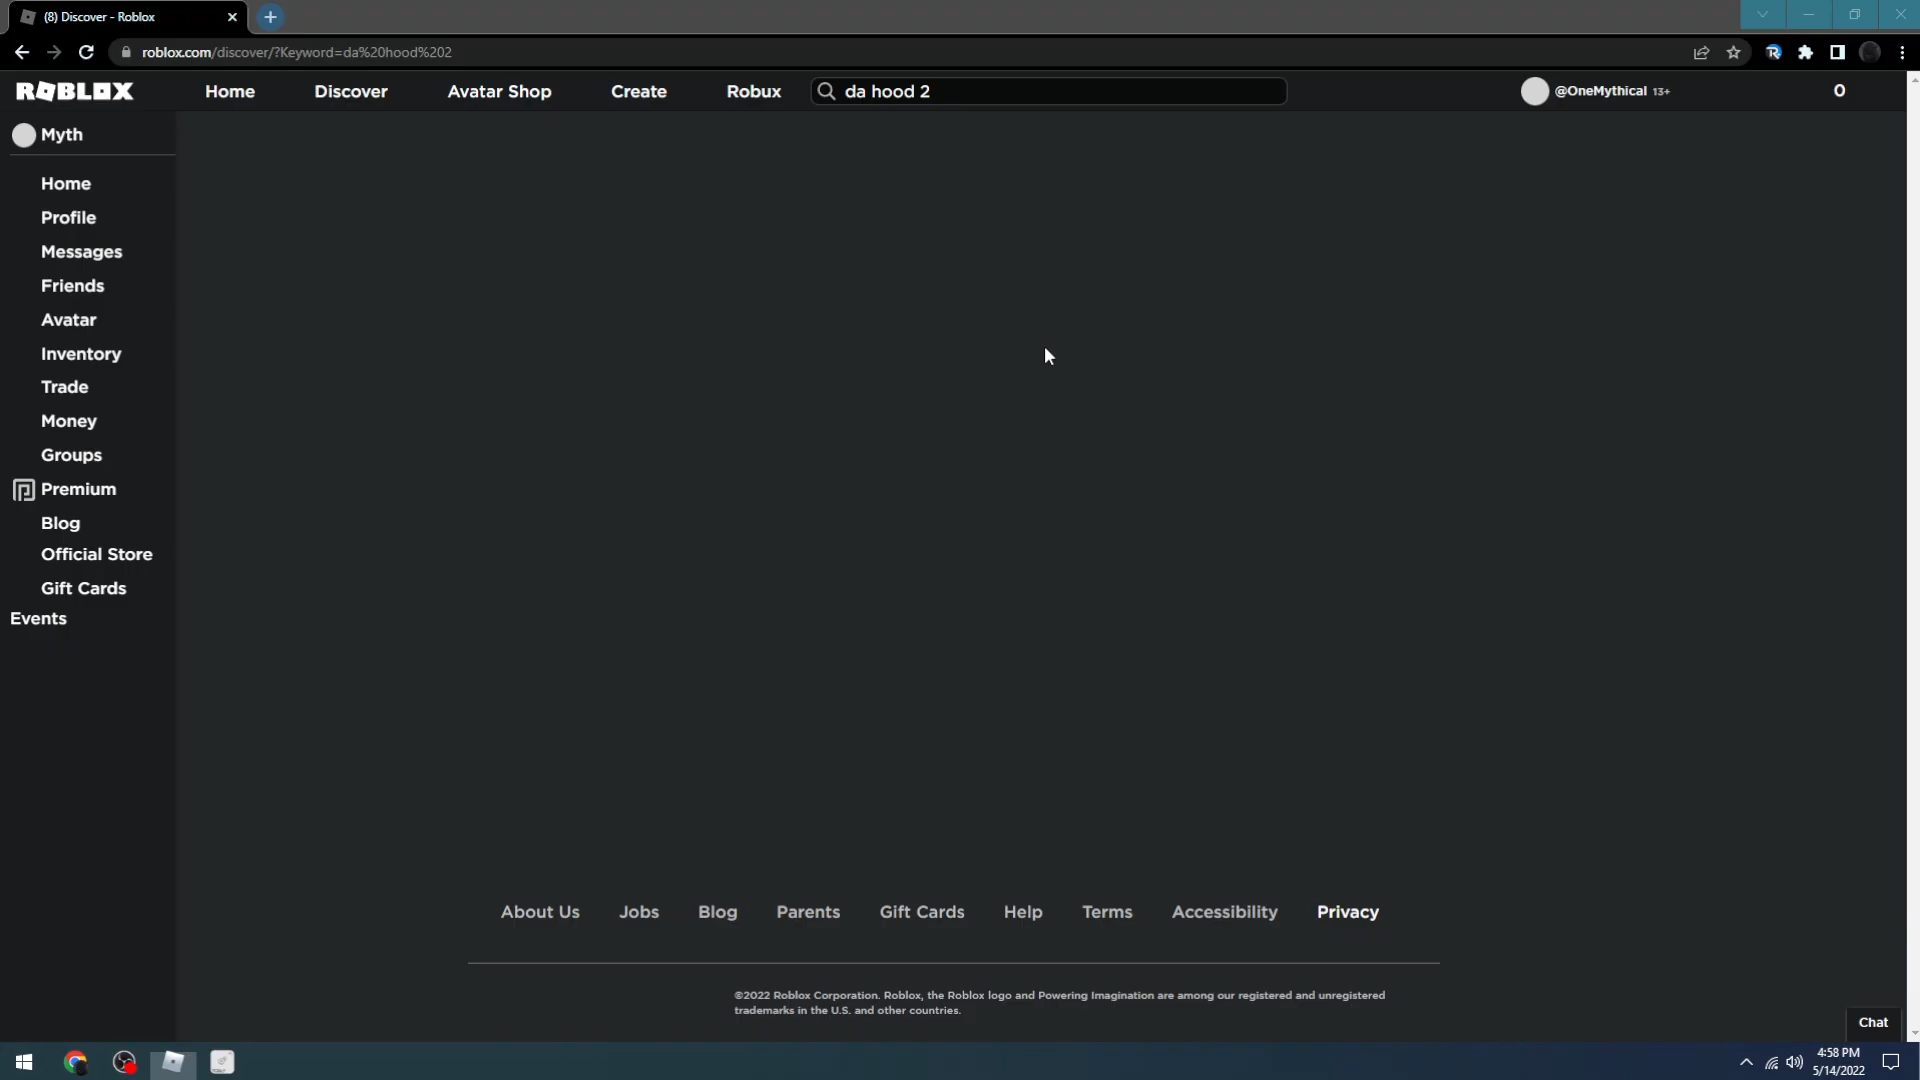 (8) Discover - Roblox
roblox.com/discover/?Keyword=da%20hood%202
ROBLOX
Home
Discover
Avatar Shop
Create
Robux
da hood 2
@OneMythical 13+
0
Myth
Home
Profile
Messages
Friends
Avatar
Inventory
Trade
Money
Groups
Premium
Blog
Official Store
Gift Cards
Events
About Us
Jobs
Blog
Parents
Gift Cards
Help
Terms
Accessibility
Privacy
©2022 Roblox Corporation. Roblox, the Roblox logo and Powering Imagination are among our registered and unregistered
trademarks in the U.S. and other countries.
Chat
4:58 PM
5/14/2022